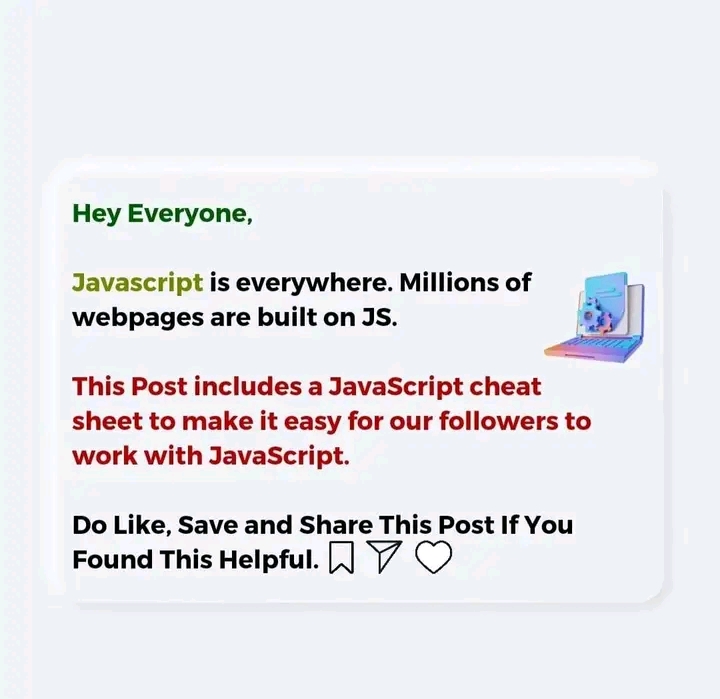 Hey Everyone,
Javascript is everywhere. Millions of
webpages are built on JS.
This Post includes a JavaScript cheat
sheet to make it easy for our followers to
work with JavaScript.
Do Like, Save and Share This Post If You
Found This Helpful.